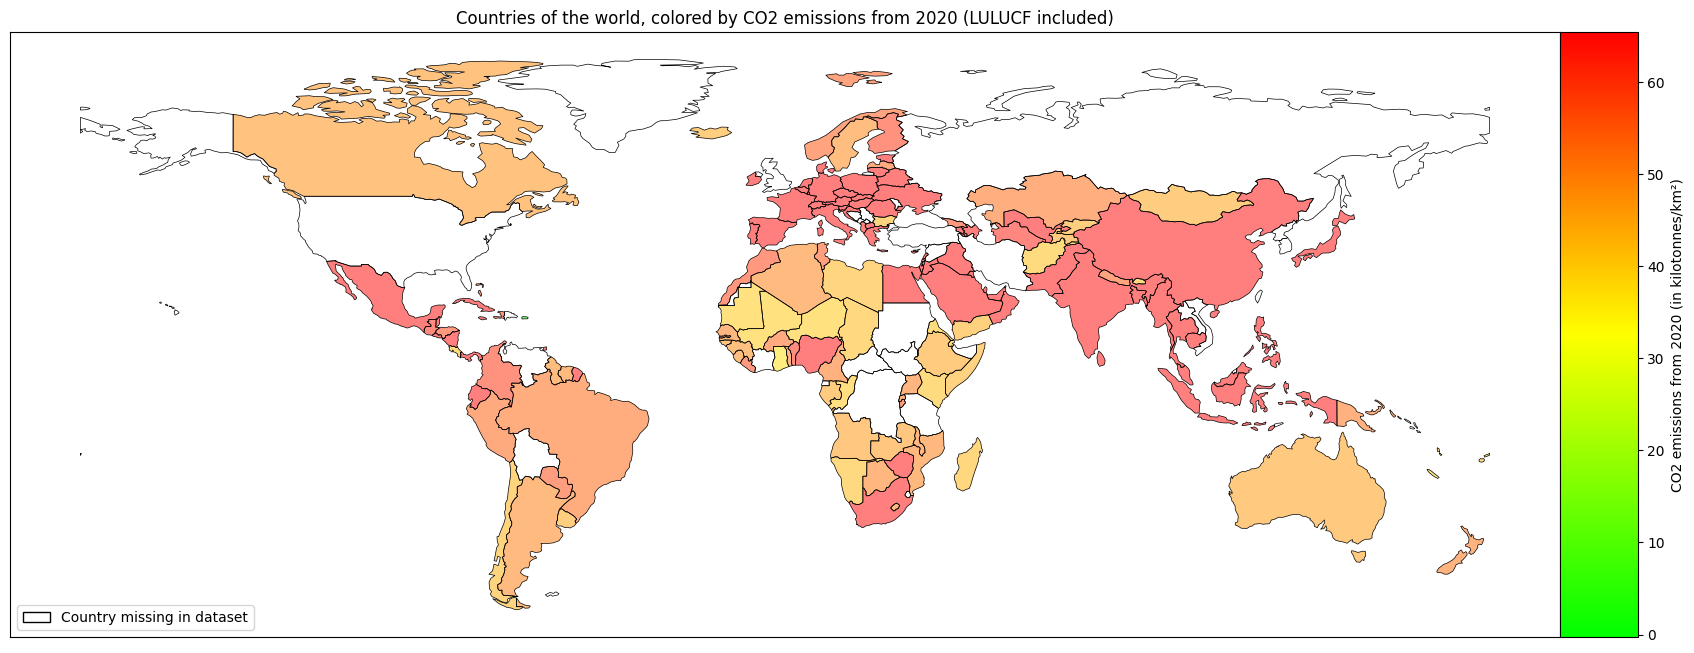 Countries of the world, colored by CO2 emissions from 2020 (LULUCF included)
60
50
40
30
20
10
0
CO2 emissions from 2020 (in kilotonnes/km²)
Country missing in dataset